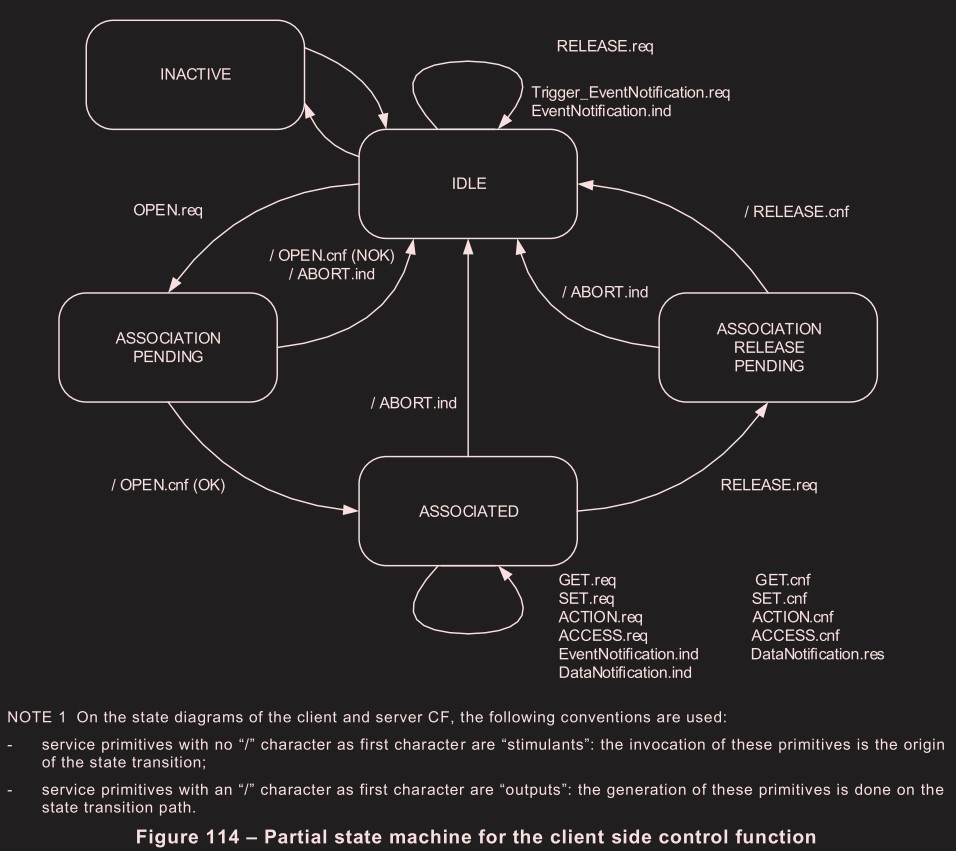 RELEASE.req
INACTIVE
Trigger_EventNotification.req
EventNotification.ind
IDLE
OPEN.req
/ RELEASE.cnf
/ OPEN.cnf (NOK)
/ ABORT.ind
/ ABORT.ind
ASSOCIATION
PENDING
ASSOCIATION
RELEASE
PENDING
/ ABORT.ind
/ OPEN.cnf (OK)
RELEASE.req
ASSOCIATED
GET.req
SET.req
ACTION.req
ACCESS.req
EventNotification.ind
DataNotification.ind
GET.cnf
SET.cnf
ACTION.cnf
ACCESS.cnf
DataNotification.res
NOTE 1 On the state diagrams of the client and server CF, the following conventions are used:
- service primitives with no “/” character as first character are “stimulants”: the invocation of these primitives is the origin
of the state transition;
- service primitives with an “/” character as first character are “outputs”: the generation of these primitives is done on the
state transition path.
Figure 114 – Partial state machine for the client side control function